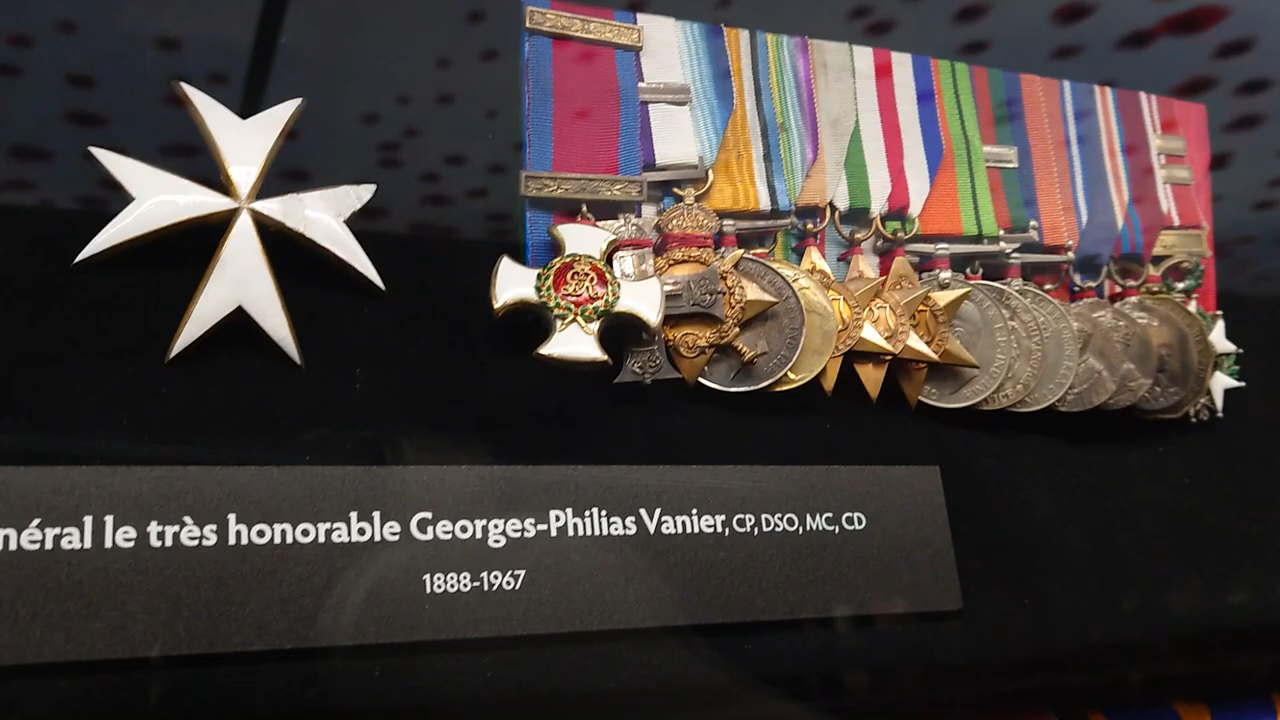 néral le très honorable Georges-Philias Vanier, CP, DSO, MC, CD
1888-1967